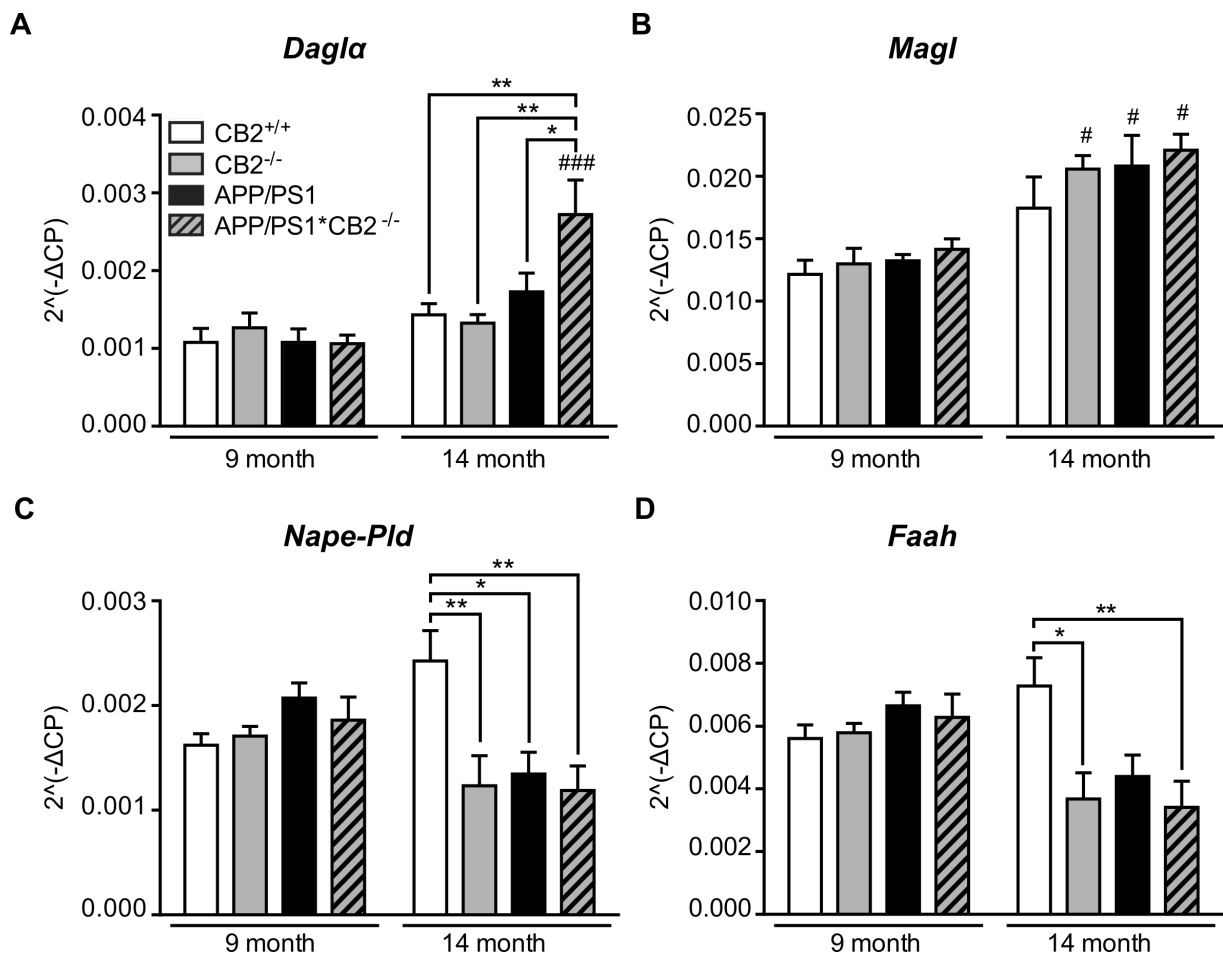 A
Daglα
0.004
0.003
0.002
0.001
0.000
2^(-ΔCP)
CB2+/+
CB2-/-
APP/PS1
APP/PS1*CB2 -/-
**
**
*
###
9 month
14 month
B
Magl
0.025
0.020
0.015
0.010
0.005
0.000
2^(-ΔCP)
#
#
#
9 month
14 month
C
Nape-Pld
0.003
0.002
0.001
0.000
2^(-ΔCP)
**
*
**
9 month
14 month
D
Faah
0.010
0.008
0.006
0.004
0.002
0.000
2^(-ΔCP)
**
*
9 month
14 month